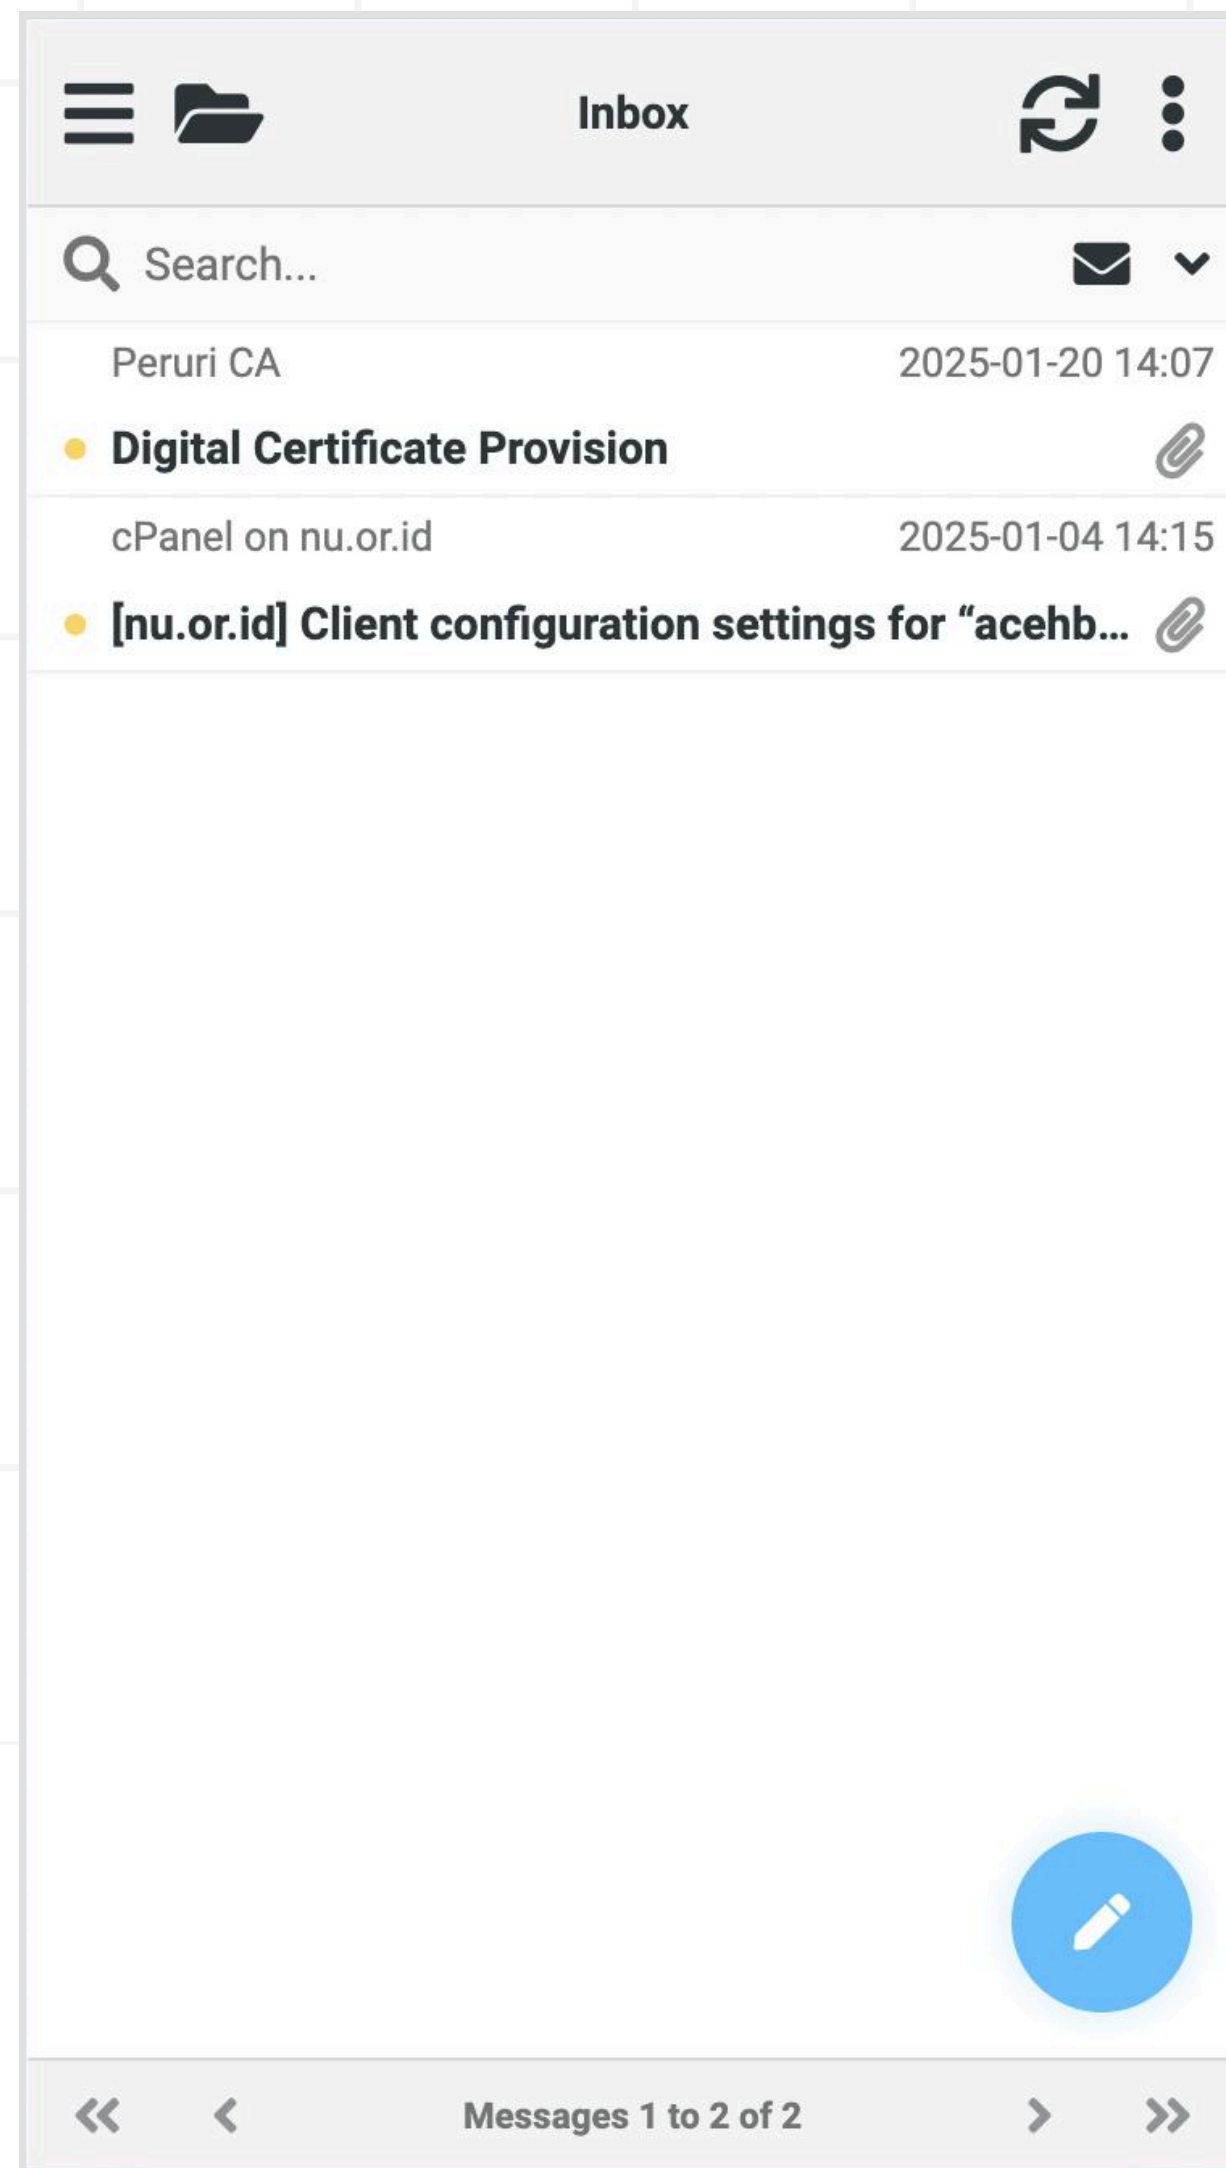 Inbox
Search...
Peruri CA 2025-01-20 14:07
Digital Certificate Provision
cPanel on nu.or.id 2025-01-04 14:15
[nu.or.id] Client configuration settings for “acehb...
Messages 1 to 2 of 2